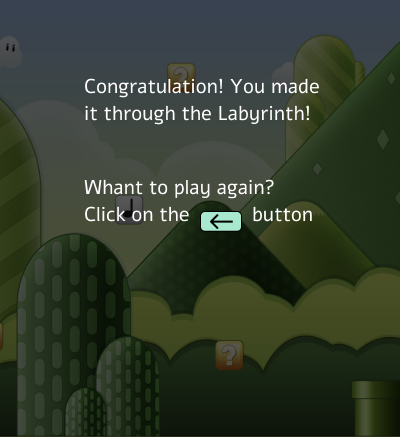 Congratulation! You made
it through the Labyrinth!
Whant to play again?
Click on the ← button